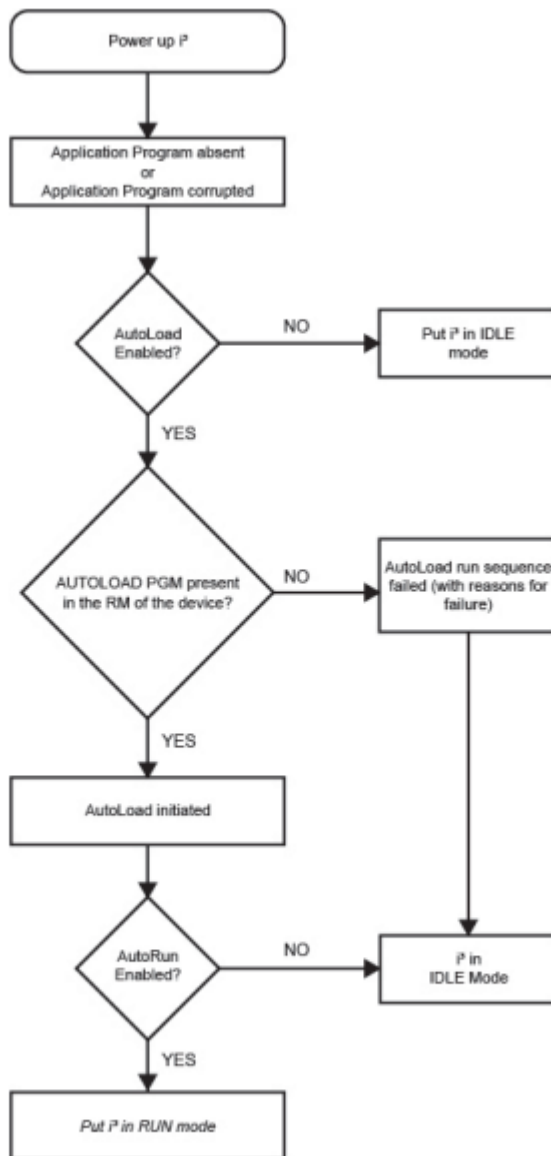 Power up i³
Application Program absent
or
Application Program corrupted
AutoLoad
Enabled?
NO
Put i³ in IDLE
mode
YES
AUTOLOAD PGM present
in the RM of the device?
NO
AutoLoad run sequence
failed (with reasons for
failure)
YES
AutoLoad initiated
AutoRun
Enabled?
NO
i³ in
IDLE Mode
YES
Put i³ in RUN mode